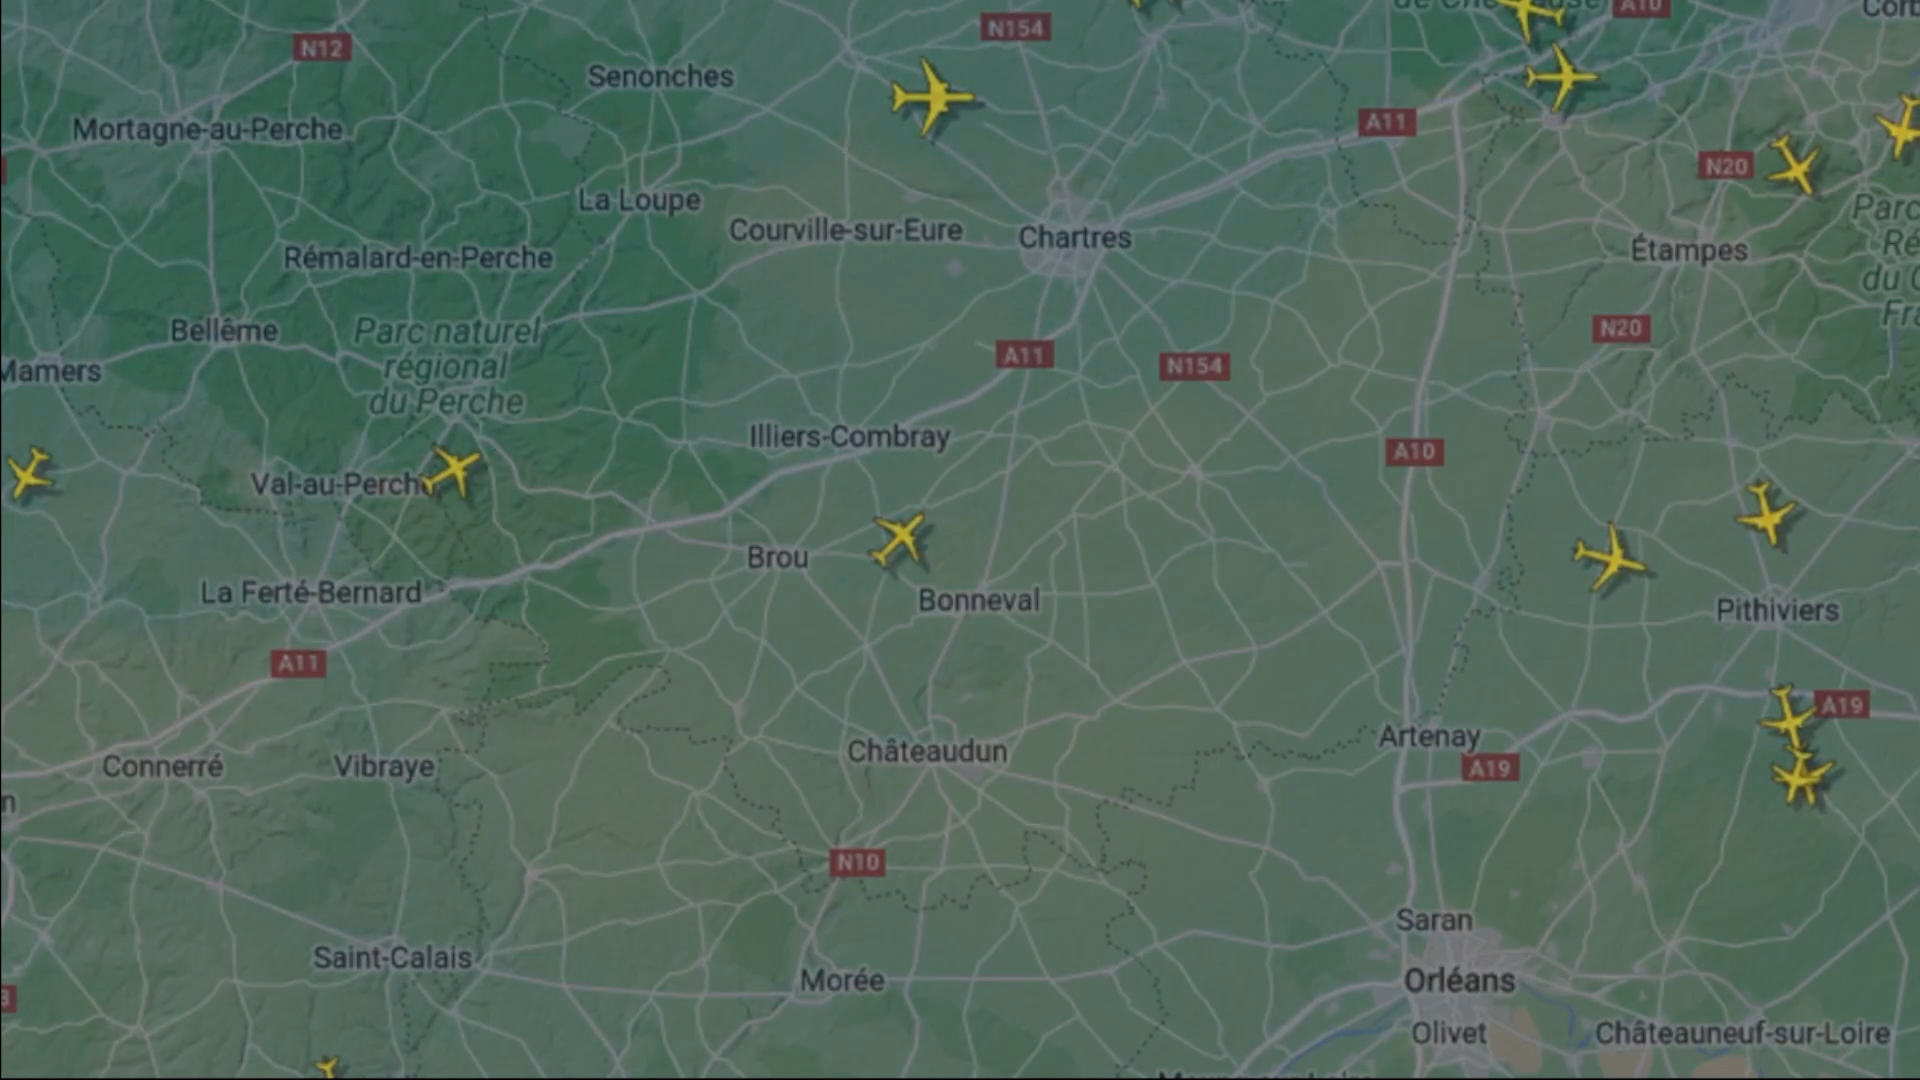 de Che
A10
Corb
N154
N12
Senonches
Mortagne-au-Perche
A11
N20
La Loupe
Courville-sur-Eure
Chartres
Parc
Ré
du G
Fra
Étampes
Rémalard-en-Perche
Bellême
Parc naturel
régional
du Perche
N20
Mamers
A11
N154
Illiers-Combray
A10
Val-au-Perche
Brou
Bonneval
Pithiviers
La Ferté-Bernard
A11
A19
Artenay
A19
Châteaudun
Connerré
Vibraye
n
N10
Saran
Saint-Calais
Morée
Orléans
Olivet
Châteauneuf-sur-Loire